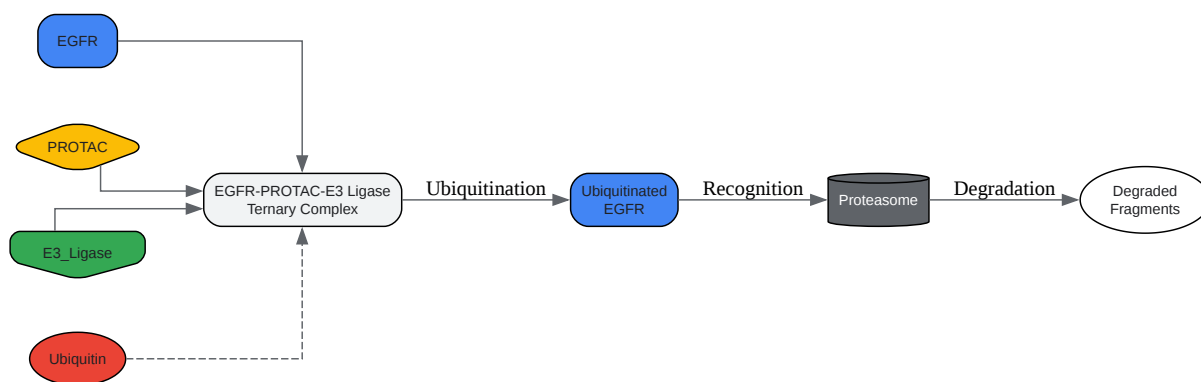 EGFR
PROTAC
E3_Ligase
Ubiquitin
EGFR-PROTAC-E3 Ligase
Ternary Complex
Ubiquitination
Ubiquitinated
EGFR
Recognition
Proteasome
Degradation
Degraded
Fragments